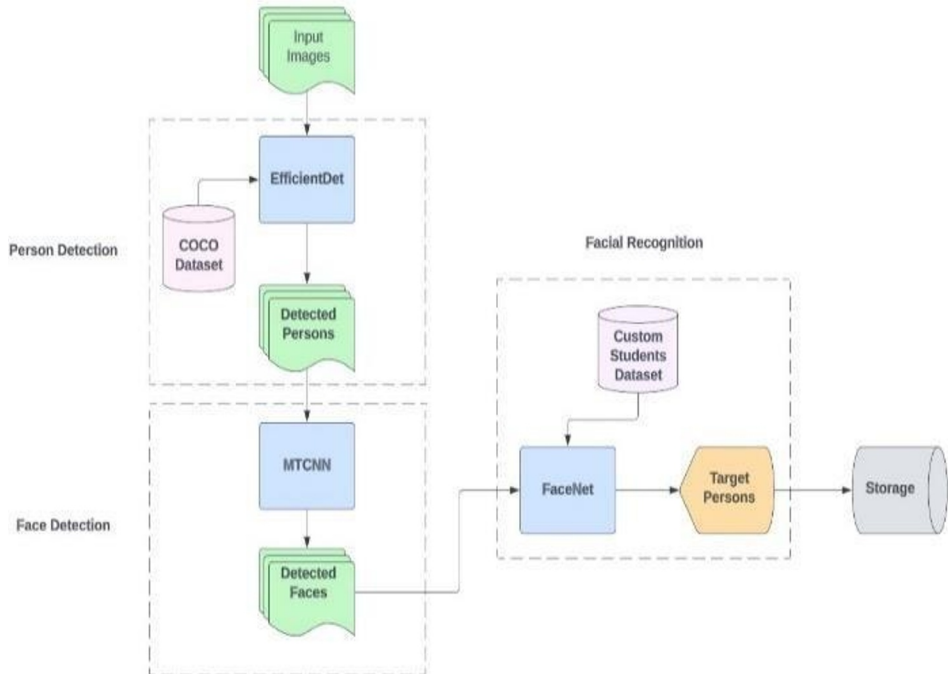 Input
Images
EfficientDet
Person Detection
COCO
Dataset
Detected
Persons
MTCNN
Face Detection
Detected
Faces
Facial Recognition
Custom
Students
Dataset
FaceNet
Target
Persons
Storage